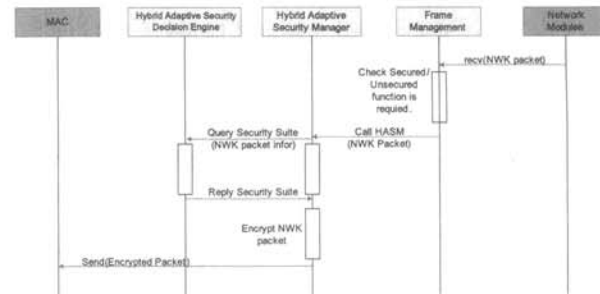 MAC
Hybrid Adaptive Security
Decision Engine
Hybrid Adaptive
Security Manager
Frame
Management
Network
Modules
recv(NWK packet)
Check Secured/
Unsecured
function is
requied.
Query Security Suite
(NWK packet infor)
Call HASM
(NWK Packet)
Reply Security Suite
Encrypt NWK
packet
Send(Encrypted Packet)